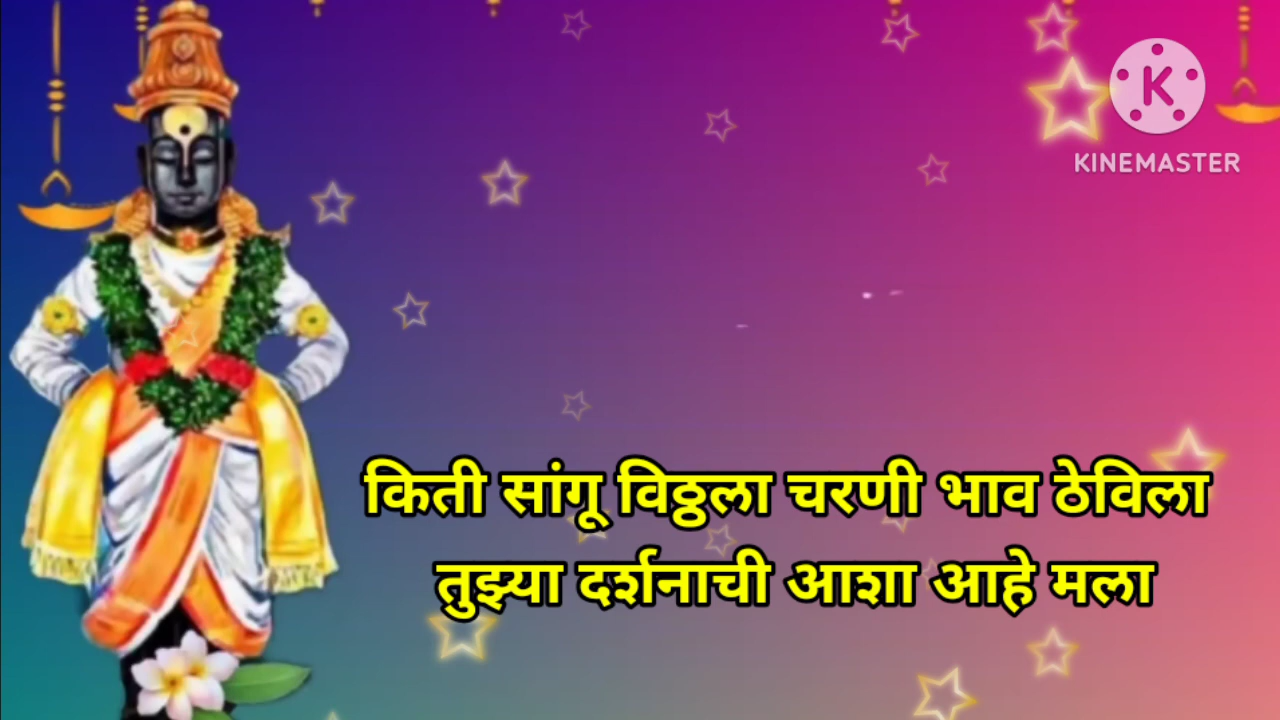 KINEMASTER
किती सांगू विठ्ठला चरणी भाव ठेविला
तुझ्या दर्शनाची आशा आहे मला